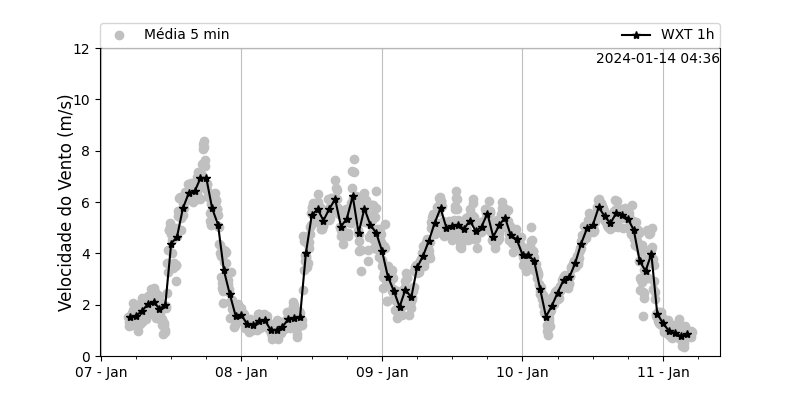 Média 5 min
WXT 1h
2024-01-14 04:36
Velocidade do Vento (m/s)
12
10
8
6
4
2
0
07 - Jan
08 - Jan
09 - Jan
10 - Jan
11 - Jan